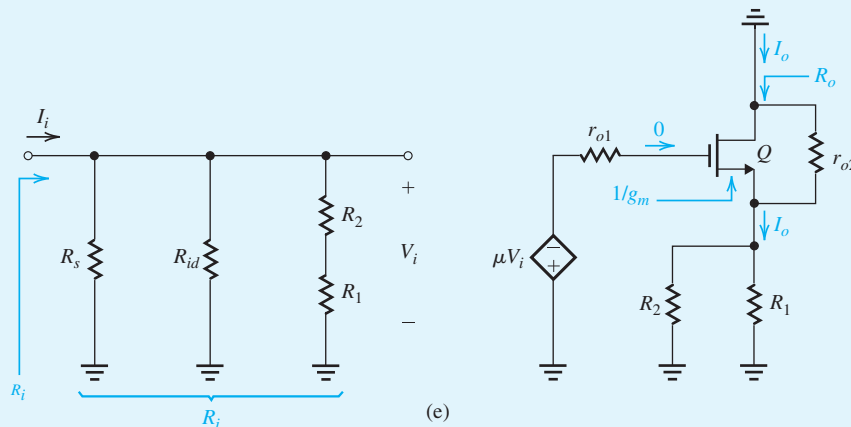 I_i
R_s
R_id
R_2
R_1
+
V_i
−
R_i
R_i
(e)
I_o
R_o
r_o1
0
Q
r_o2
1/g_m
I_o
μV_i
−
+
R_2
R_1